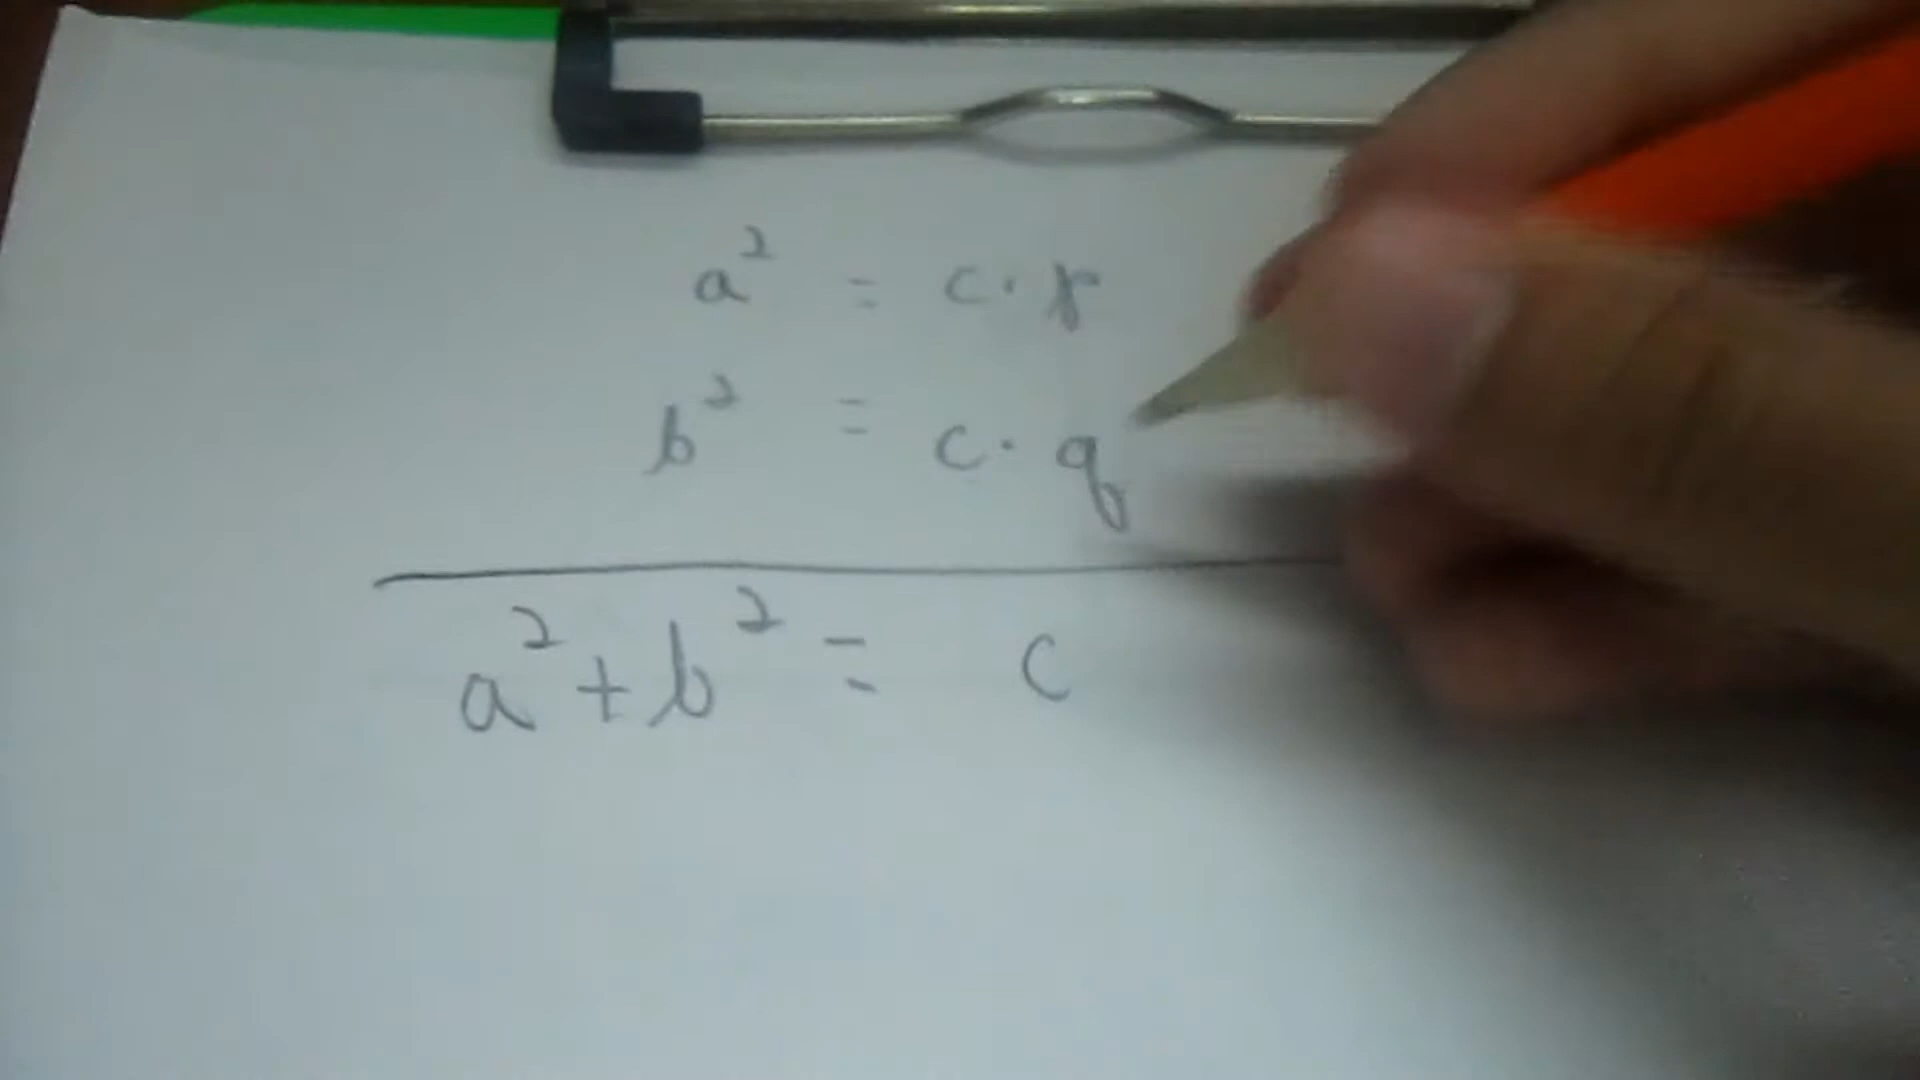 a² = c·p
b² = c·q
a² + b² = c